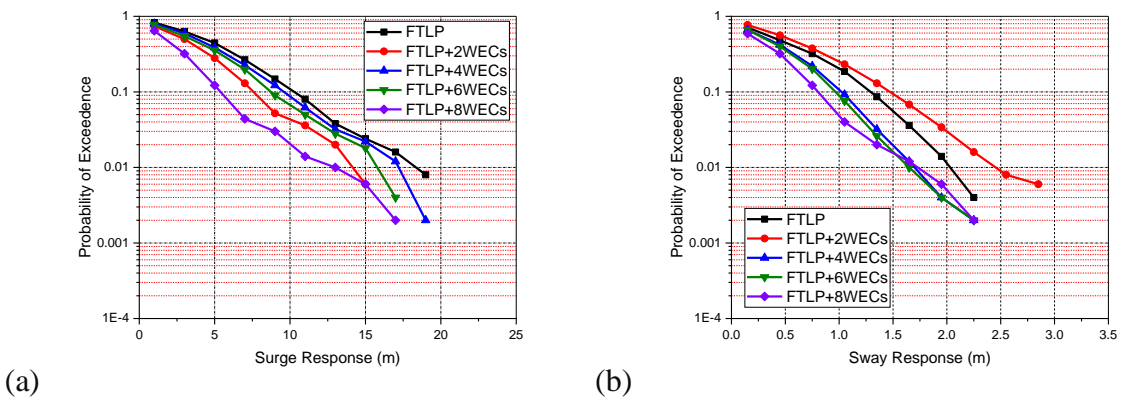 1
0.1
0.01
0.001
1E-4
Probability of Exceedence
0
5
10
15
20
25
Surge Response (m)
FTLP
FTLP+2WECs
FTLP+4WECs
FTLP+6WECs
FTLP+8WECs
(a)
1
0.1
0.01
0.001
1E-4
Probability of Exceedence
0.0
0.5
1.0
1.5
2.0
2.5
3.0
3.5
Sway Response (m)
FTLP
FTLP+2WECs
FTLP+4WECs
FTLP+6WECs
FTLP+8WECs
(b)